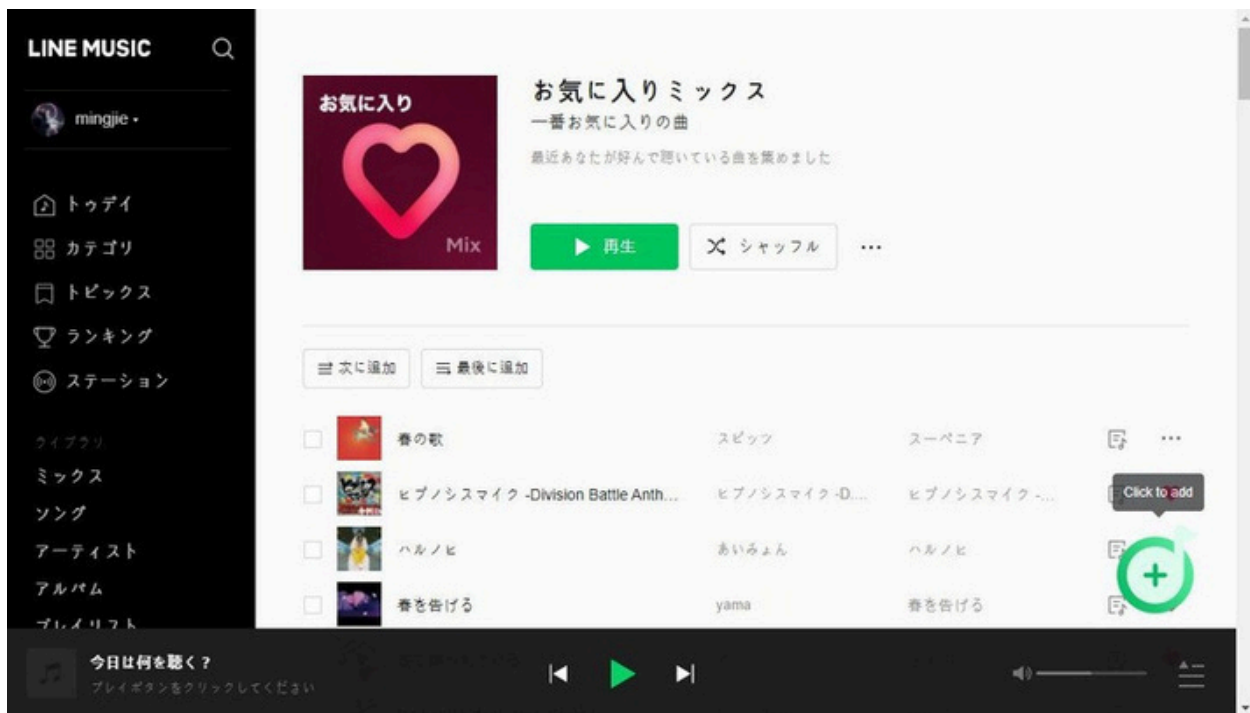 LINE MUSIC
mingjie
トゥデイ
カテゴリ
トピックス
ランキング
ステーション
ライブラリ
ミックス
ソング
アーティスト
アルバム
プレイリスト
お気に入り
Mix
お気に入りミックス
一番お気に入りの曲
最近あなたが好んで聴いている曲を集めました
再生
シャッフル
次に追加
最後に追加
春の歌 スピッツ スーベニア
ヒプノシスマイク -Division Battle Anth... ヒプノシスマイク -D... ヒプノシスマイク -...
Click to add
ハルノヒ あいみょん ハルノヒ
春を告げる yama 春を告げる
今日は何を聴く？
プレイボタンをクリックしてください